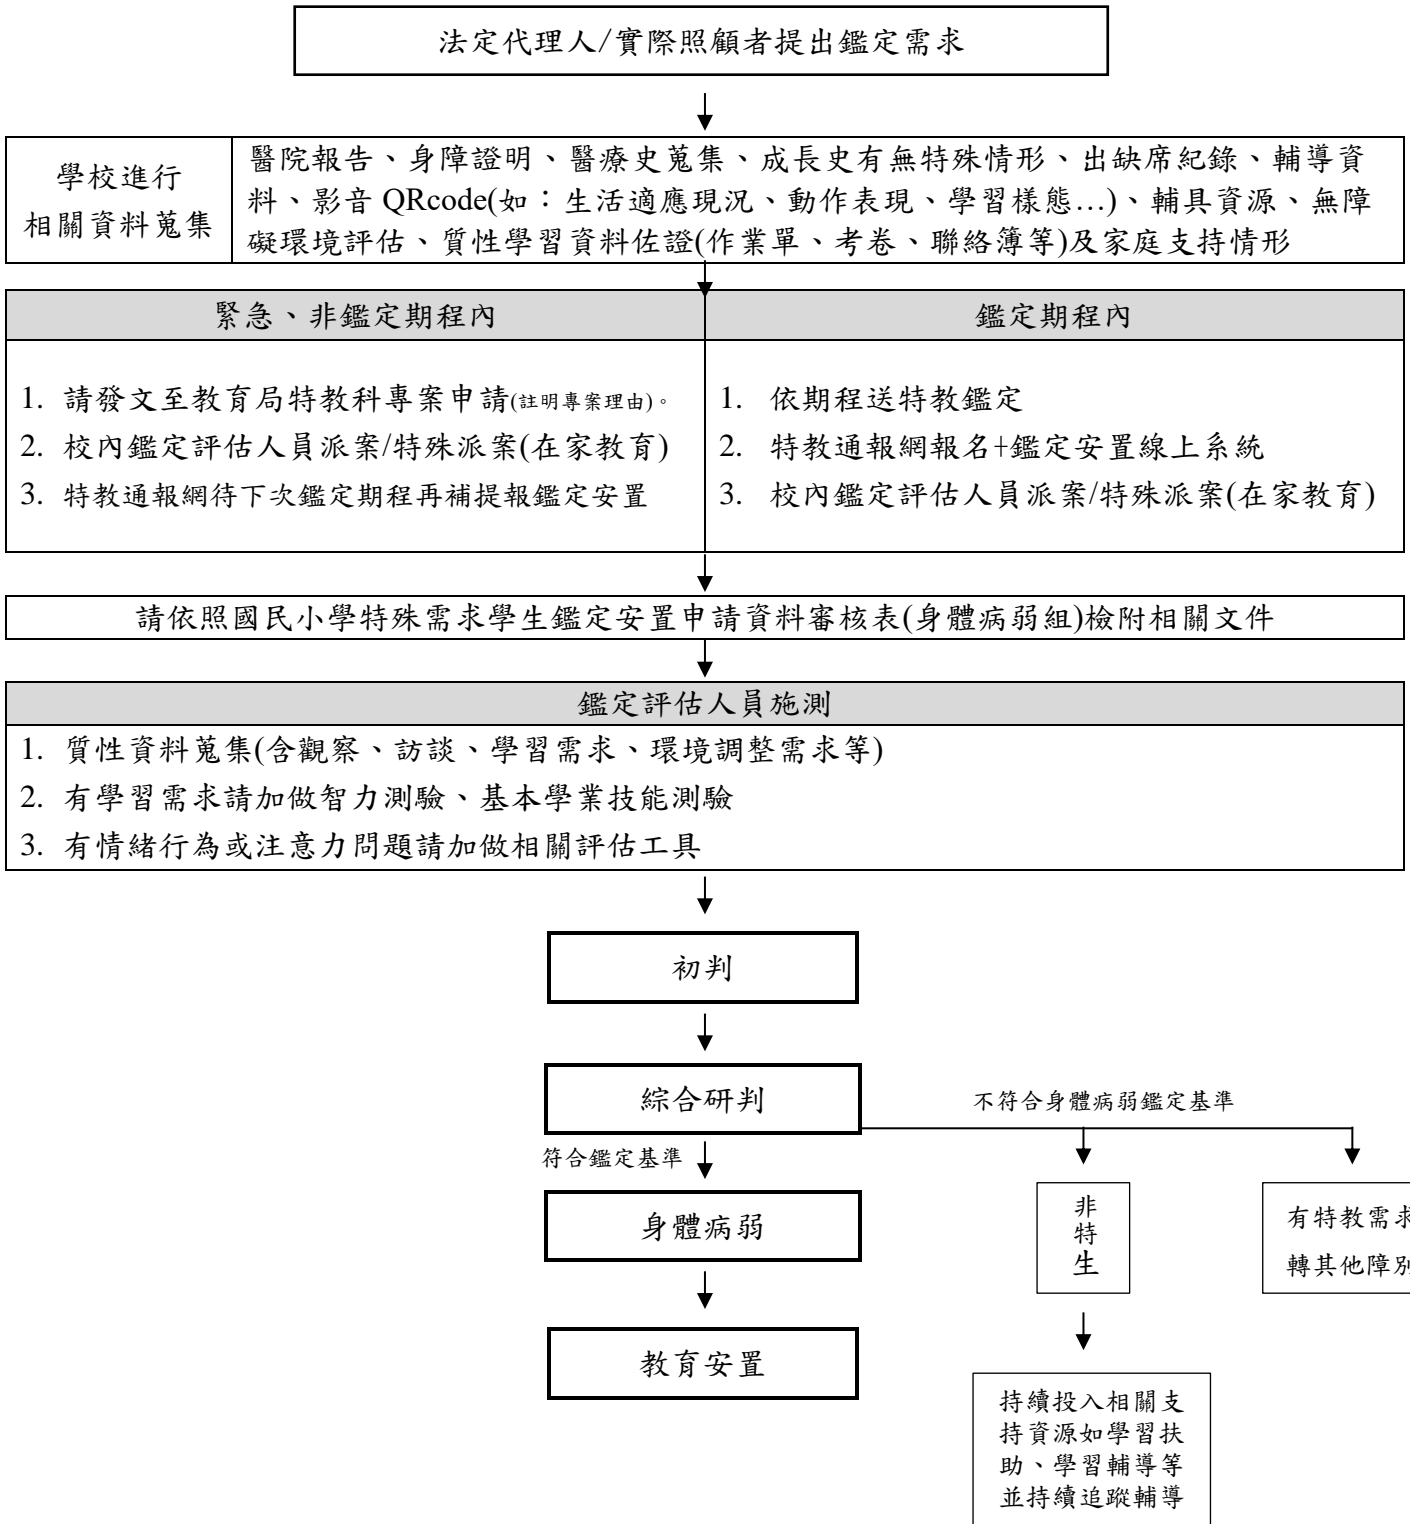 法定代理人/實際照顧者提出鑑定需求
學校進行
相關資料蒐集
醫院報告、身障證明、醫療史蒐集、成長史有無特殊情形、出缺席紀錄、輔導資
料、影音 QRcode(如：生活適應現況、動作表現、學習樣態…)、輔具資源、無障
礙環境評估、質性學習資料佐證(作業單、考卷、聯絡簿等)及家庭支持情形
緊急、非鑑定期程內
1. 請發文至教育局特教科專案申請(註明專案理由)。
2. 校內鑑定評估人員派案/特殊派案(在家教育)
3. 特教通報網待下次鑑定期程再補提報鑑定安置
鑑定期程內
1. 依期程送特教鑑定
2. 特教通報網報名+鑑定安置線上系統
3. 校內鑑定評估人員派案/特殊派案(在家教育)
請依照國民小學特殊需求學生鑑定安置申請資料審核表(身體病弱組)檢附相關文件
鑑定評估人員施測
1. 質性資料蒐集(含觀察、訪談、學習需求、環境調整需求等)
2. 有學習需求請加做智力測驗、基本學業技能測驗
3. 有情緒行為或注意力問題請加做相關評估工具
初判
綜合研判
不符合身體病弱鑑定基準
符合鑑定基準
身體病弱
非
特
生
有特教需求
轉其他障別
教育安置
持續投入相關支
持資源如學習扶
助、學習輔導等
並持續追蹤輔導